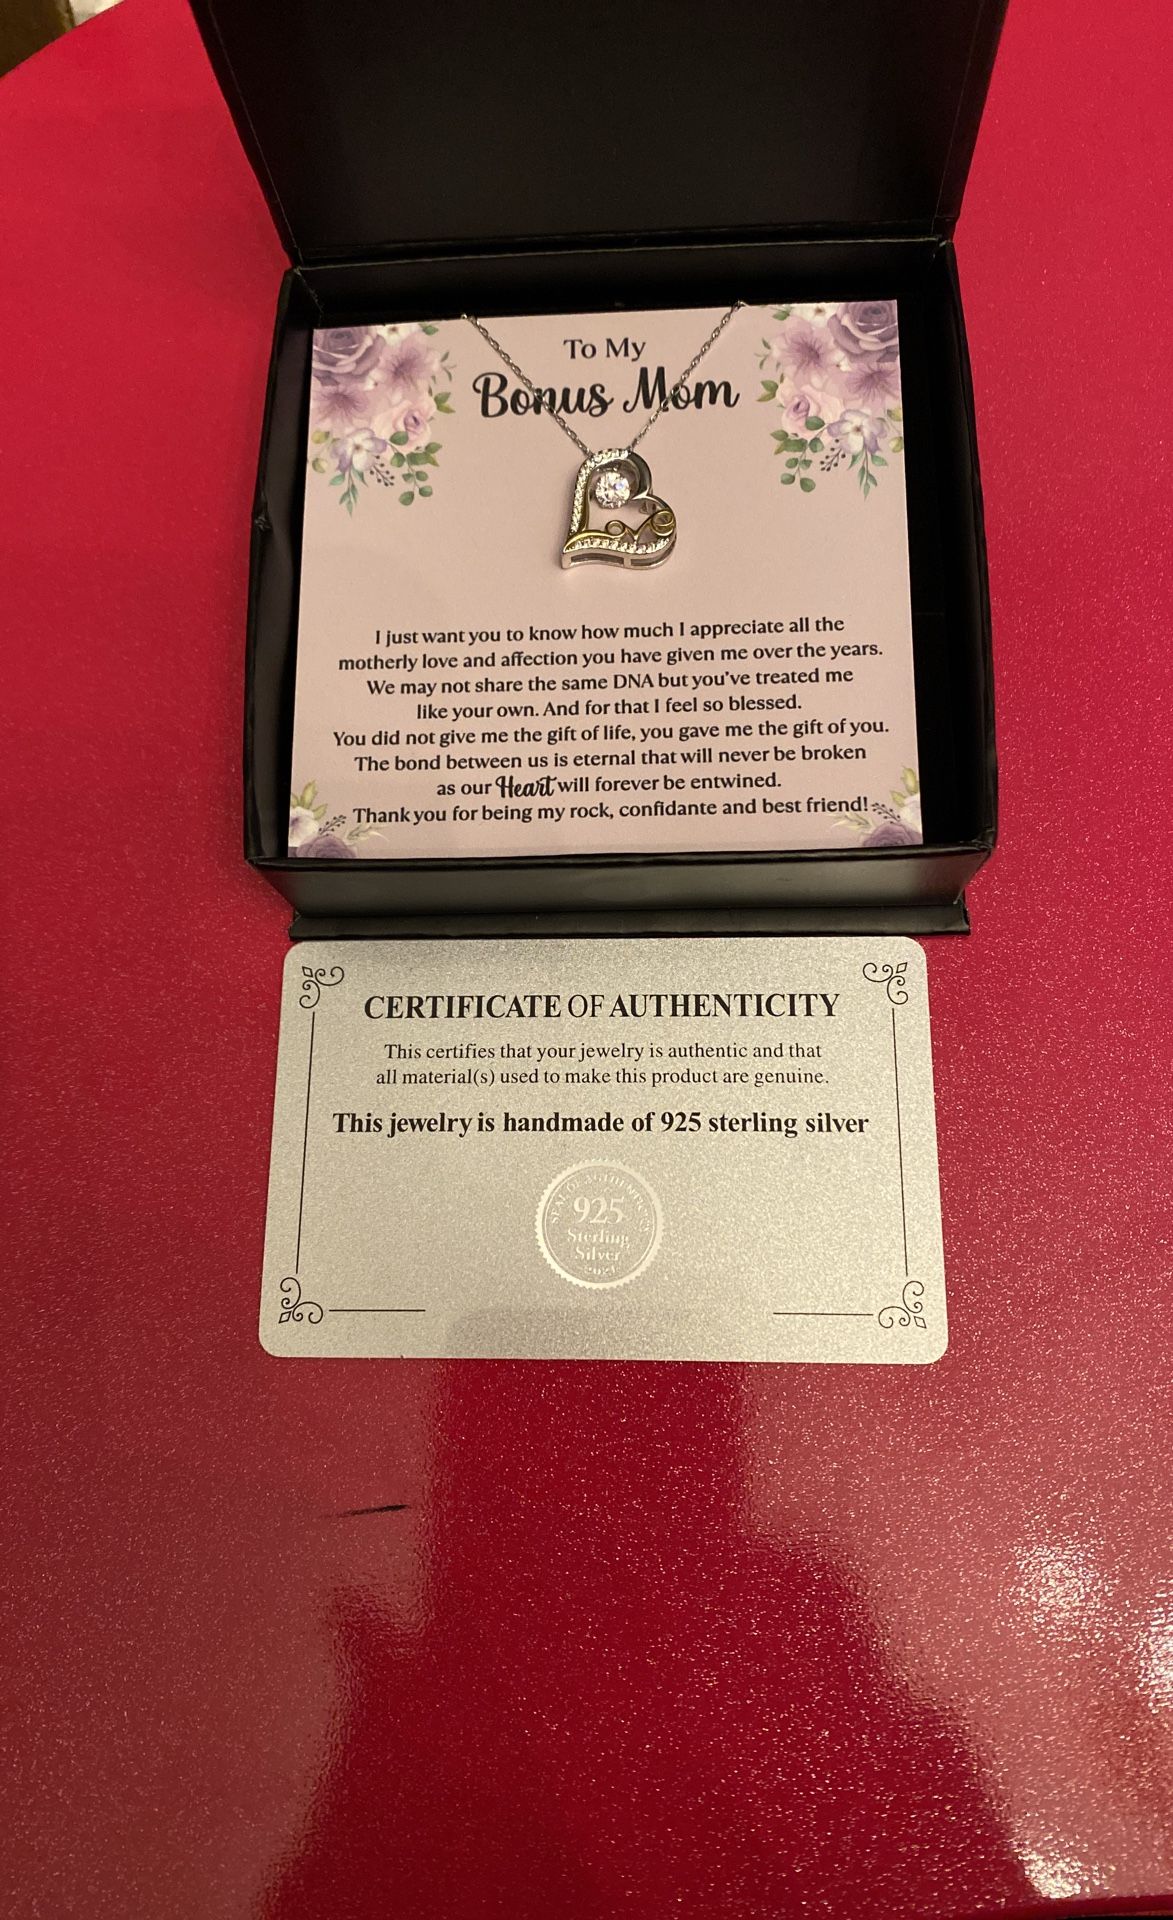 To My
Bonus Mom
Love
I just want you to know how much I appreciate all the
motherly love and affection you have given me over the years.
We may not share the same DNA but you've treated me
like your own. And for that I feel so blessed.
You did not give me the gift of life, you gave me the gift of you.
The bond between us is eternal that will never be broken
as our Heart will forever be entwined.
Thank you for being my rock, confidante and best friend!
CERTIFICATE OF AUTHENTICITY
This certifies that your jewelry is authentic and that
all material(s) used to make this product are genuine.
This jewelry is handmade of 925 sterling silver
SEAL OF AUTHENTICITY
925
Sterling
Silver